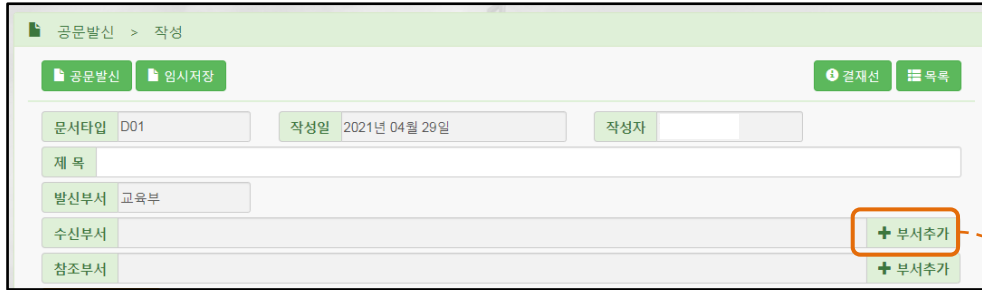 공문발신 > 작성
공문발신 임시저장 결재선 목록
문서타입 D01 작성일 2021년 04월 29일 작성자
제 목
발신부서 교육부
수신부서 + 부서추가
참조부서 + 부서추가